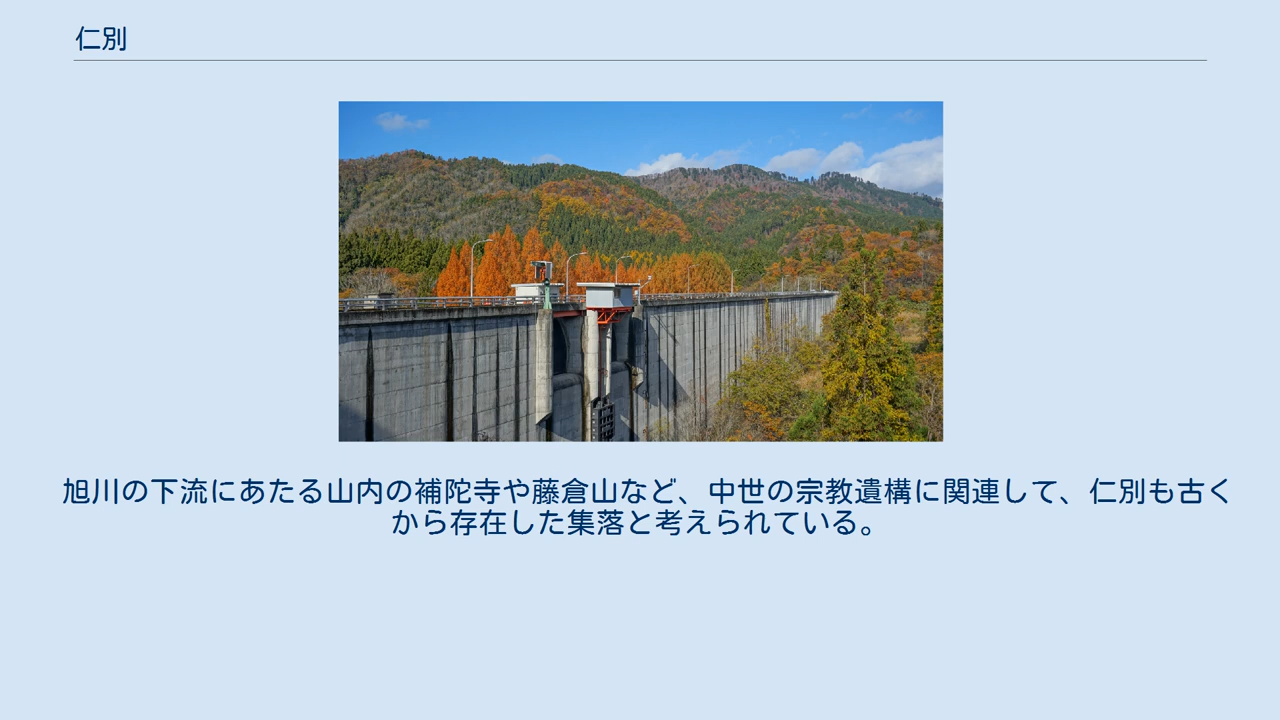 仁別
旭川の下流にあたる山内の補陀寺や藤倉山など、中世の宗教遺構に関連して、仁別も古く
から存在した集落と考えられている。